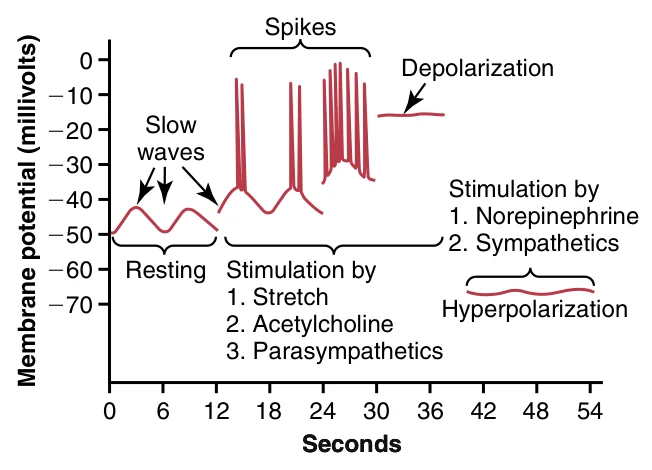 Spikes
Depolarization
Slow
waves
Stimulation by
1. Norepinephrine
2. Sympathetics
Hyperpolarization
Resting
Stimulation by
1. Stretch
2. Acetylcholine
3. Parasympathetics
Membrane potential (millivolts)
0
−10
−20
−30
−40
−50
−60
−70
0 6 12 18 24 30 36 42 48 54
Seconds